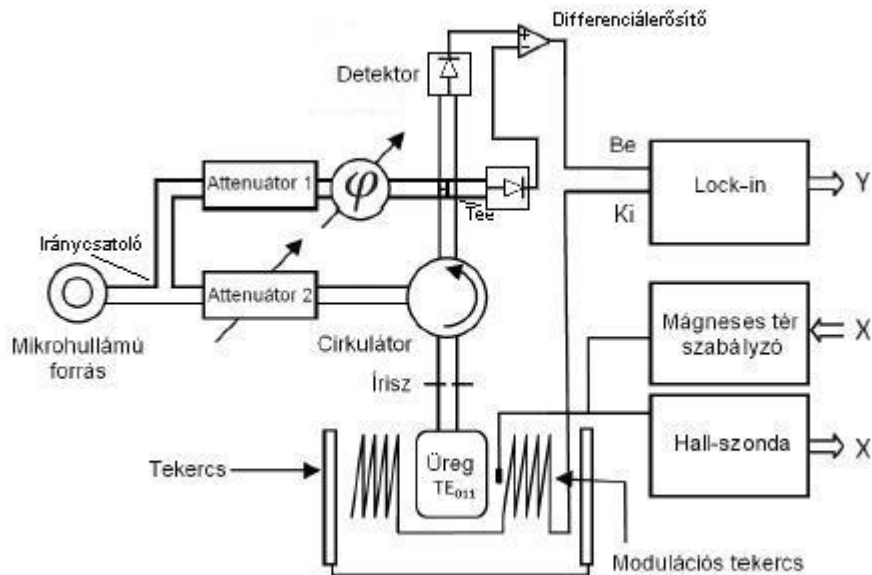 Differenciálerősítő
Detektor
+
−
Be
Lock-in
Y
Attenuátor 1
φ
Tee
Ki
Iránycsatoló
Attenuátor 2
Mikrohullámú
forrás
Cirkulátor
Mágneses tér
szabályzó
X
Írisz
Hall-szonda
X
Tekercs
Üreg
TE₀₁₁
Modulációs tekercs